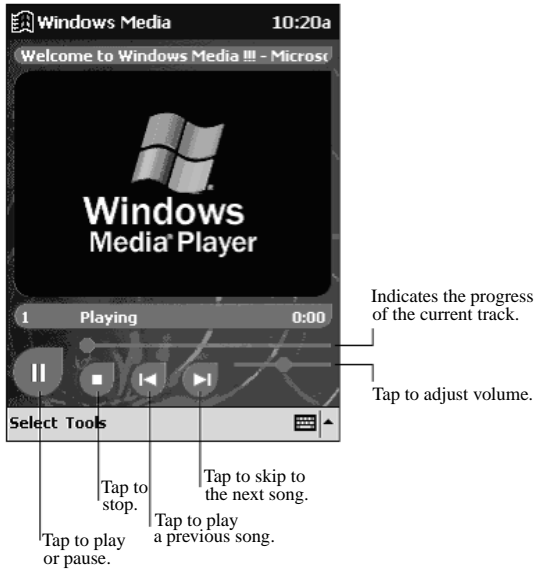 Windows Media 10:20a
Welcome to Windows Media !!! - Microso
Windows
Media Player
1 Playing 0:00
Indicates the progress
of the current track.
Tap to adjust volume.
Select Tools
Tap to
stop.
Tap to skip to
the next song.
Tap to play
a previous song.
Tap to play
or pause.